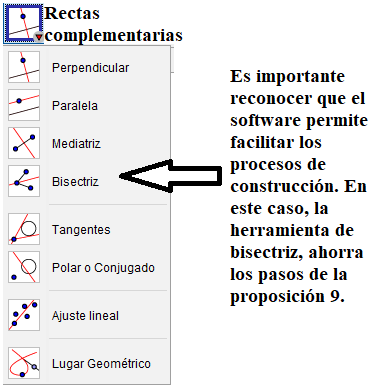 Rectas
complementarias
Perpendicular
Paralela
Mediatriz
Bisectriz
Tangentes
Polar o Conjugado
Ajuste lineal
Lugar Geométrico
Es importante
reconocer que el
software permite
facilitar los
procesos de
construcción. En
este caso, la
herramienta de
bisectriz, ahorra
los pasos de la
proposición 9.